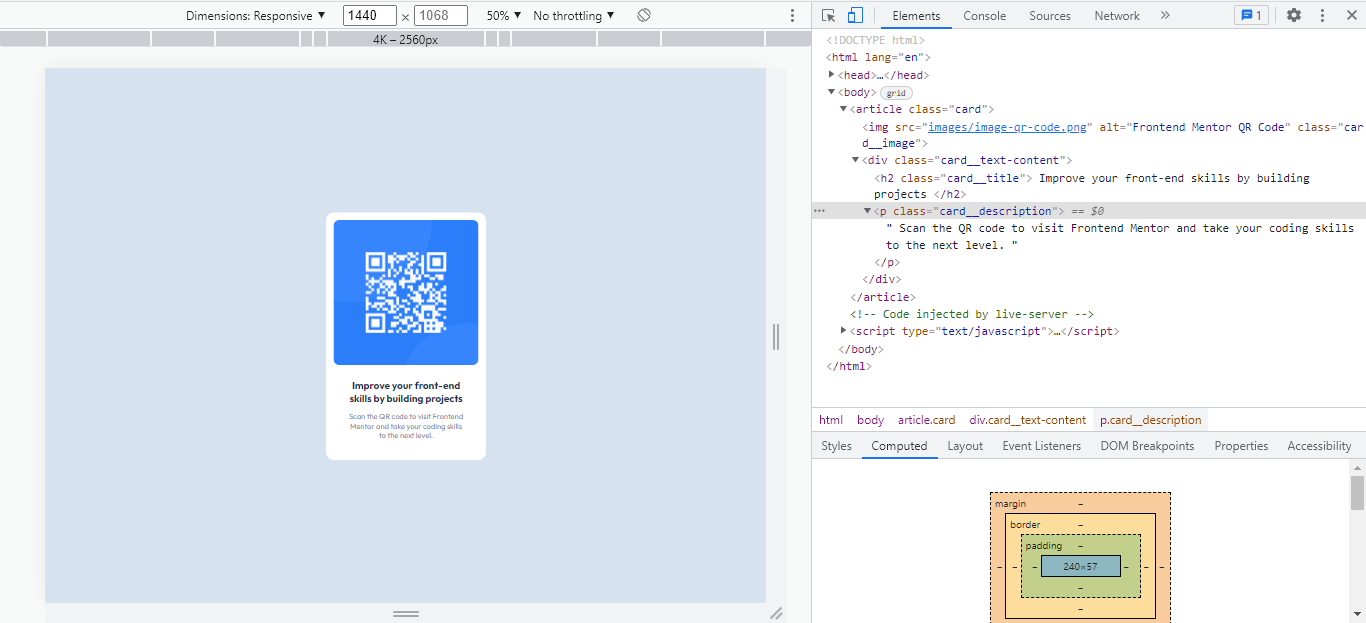 Dimensions: Responsive ▼ 1440 × 1068 50% ▼ No throttling ▼
4K – 2560px
Improve your front-end
skills by building projects
Scan the QR code to visit Frontend
Mentor and take your coding skills
to the next level.
Elements Console Sources Network » 1
<!DOCTYPE html>
<html lang="en">
▶<head>…</head>
▼<body> grid
▼<article class="card">
<img src="images/image-qr-code.png" alt="Frontend Mentor QR Code" class="car
d__image">
▼<div class="card__text-content">
<h2 class="card__title"> Improve your front-end skills by building
projects </h2>
… ▼<p class="card__description"> == $0
" Scan the QR code to visit Frontend Mentor and take your coding skills
to the next level. "
</p>
</div>
</article>
<!-- Code injected by live-server -->
▶<script type="text/javascript">…</script>
</body>
</html>
html body article.card div.card__text-content p.card__description
Styles Computed Layout Event Listeners DOM Breakpoints Properties Accessibility
margin –
border –
padding –
– – – 240×57 – – –
–
–